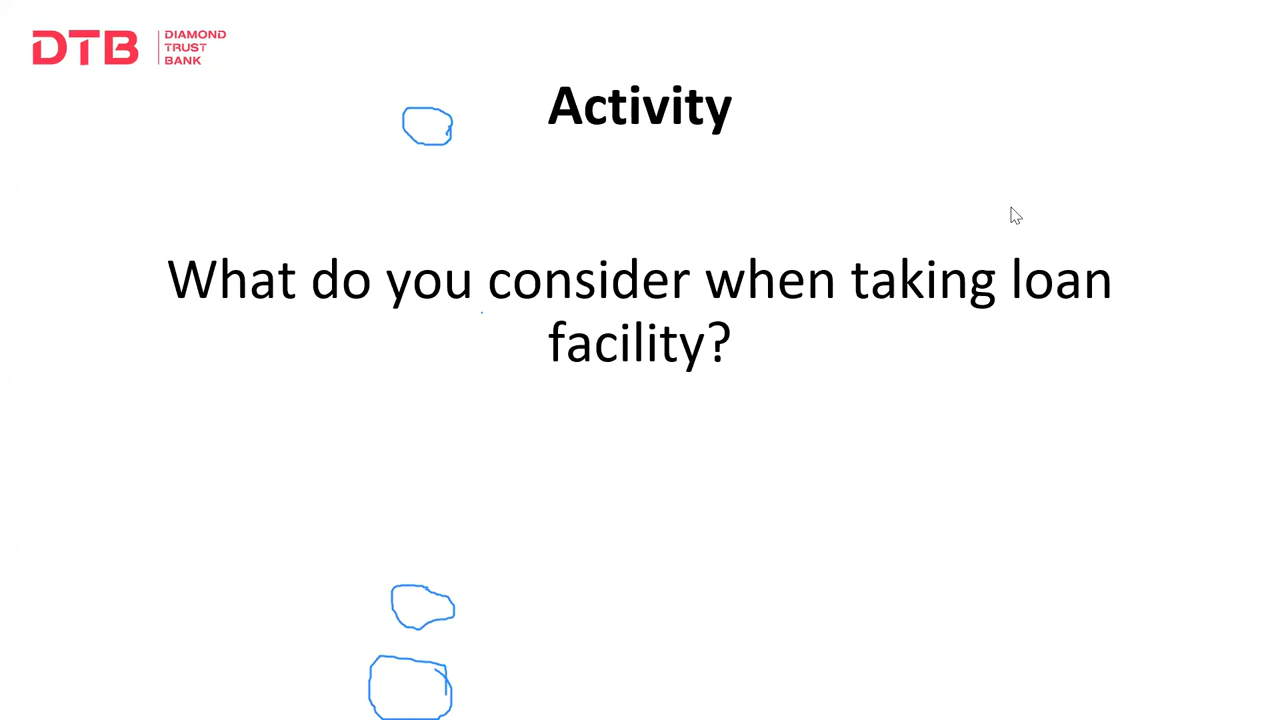 DTB
DIAMOND
TRUST
BANK
Activity
What do you consider when taking loan
facility?